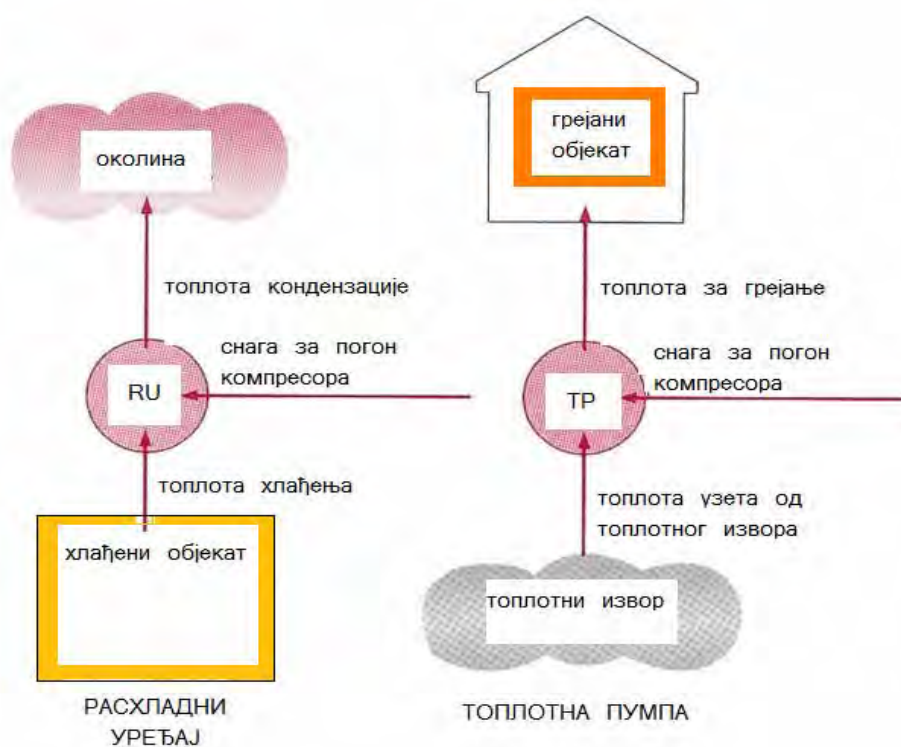 околина
топлота кондензације
снага за погон
компресора
RU
топлота хлађења
хлађени објекат
РАСХЛАДНИ
УРЕЂАЈ
грејани
објекат
топлота за грејање
снага за погон
компресора
TP
топлота узета од
топлотног извора
топлотни извор
ТОПЛОТНА ПУМПА